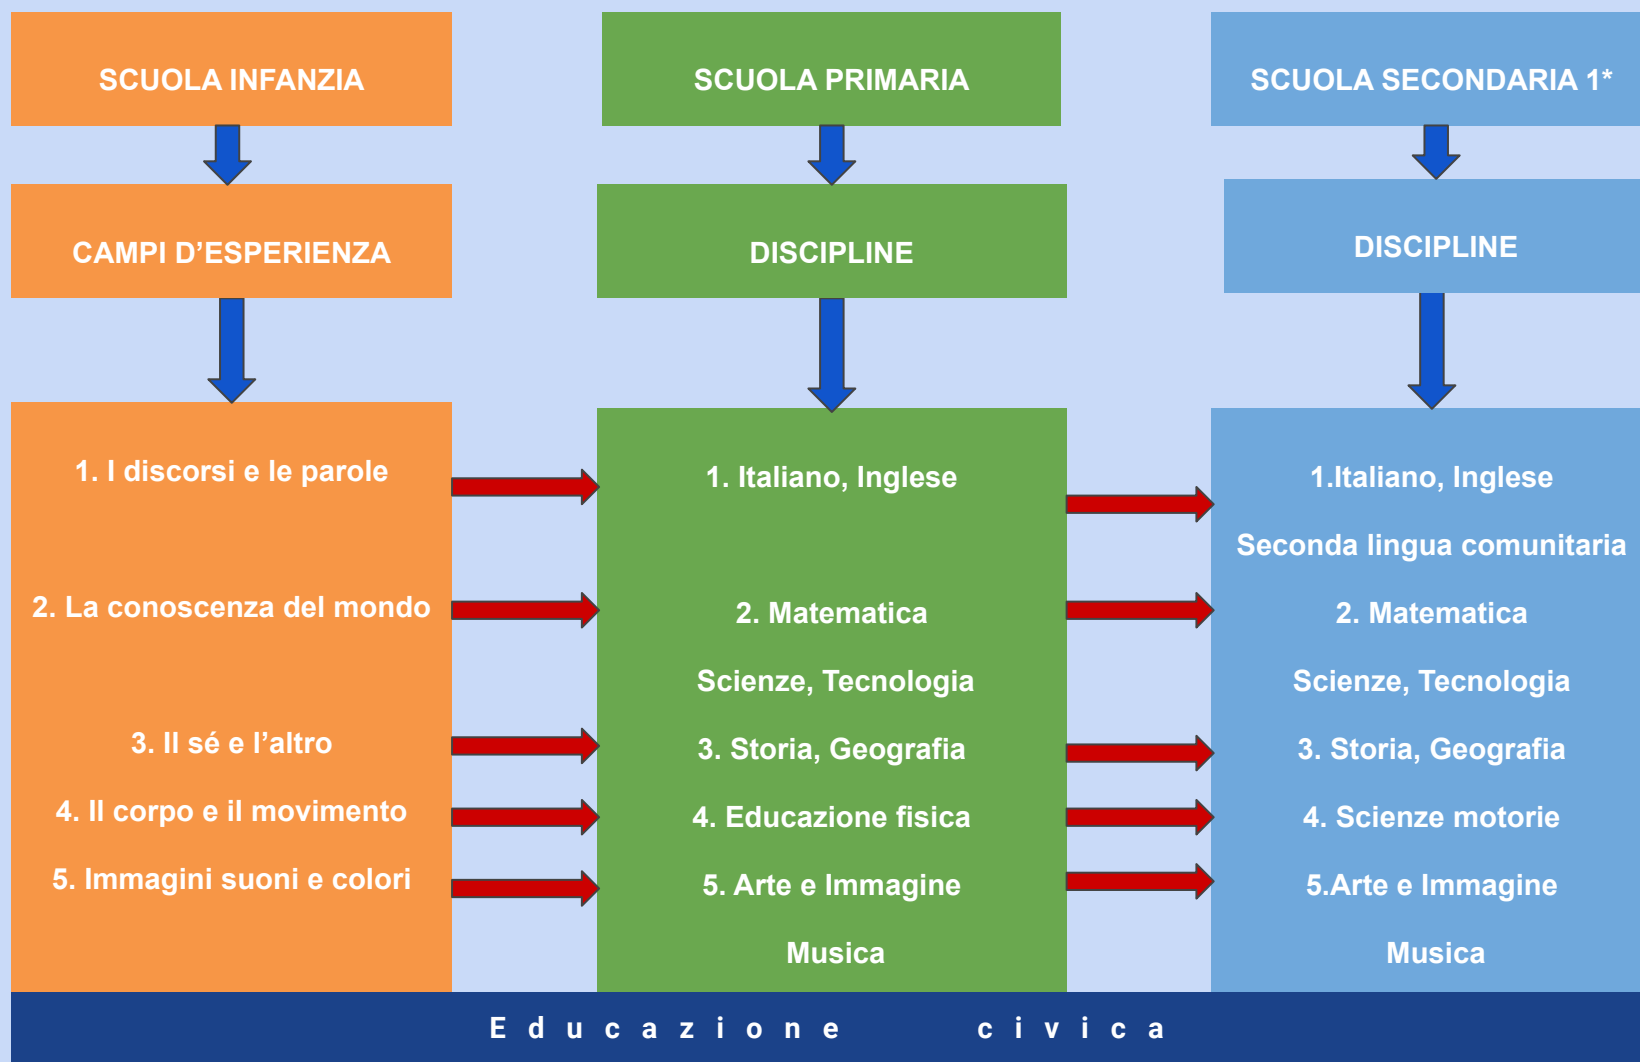 SCUOLA INFANZIA
SCUOLA PRIMARIA
SCUOLA SECONDARIA 1*
CAMPI D’ESPERIENZA
DISCIPLINE
DISCIPLINE
1. I discorsi e le parole
2. La conoscenza del mondo
3. Il sé e l’altro
4. Il corpo e il movimento
5. Immagini suoni e colori
1. Italiano, Inglese
2. Matematica
Scienze, Tecnologia
3. Storia, Geografia
4. Educazione fisica
5. Arte e Immagine
Musica
1.Italiano, Inglese
Seconda lingua comunitaria
2. Matematica
Scienze, Tecnologia
3. Storia, Geografia
4. Scienze motorie
5.Arte e Immagine
Musica
Educazione civica